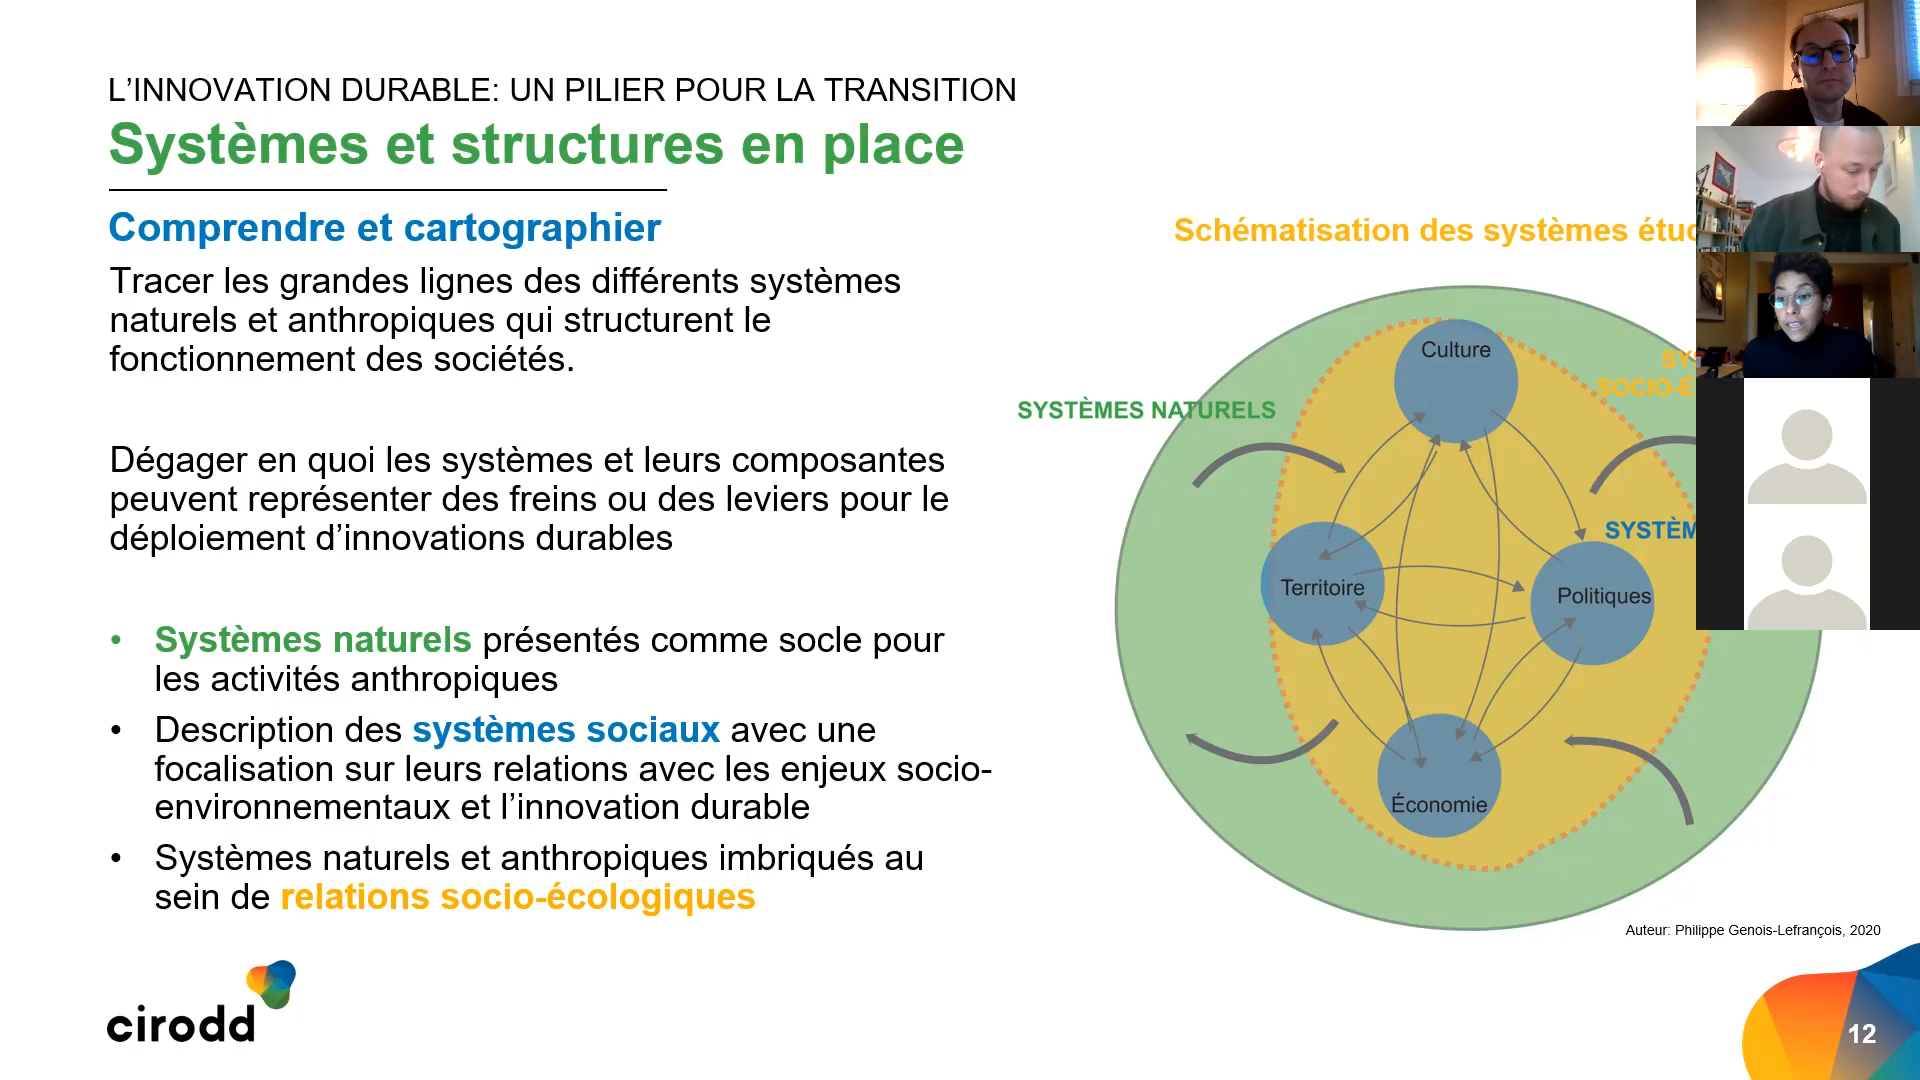 L’INNOVATION DURABLE: UN PILIER POUR LA TRANSITION
Systèmes et structures en place
Comprendre et cartographier
Tracer les grandes lignes des différents systèmes
naturels et anthropiques qui structurent le
fonctionnement des sociétés.
Dégager en quoi les systèmes et leurs composantes
peuvent représenter des freins ou des leviers pour le
déploiement d’innovations durables
• Systèmes naturels présentés comme socle pour
les activités anthropiques
• Description des systèmes sociaux avec une
focalisation sur leurs relations avec les enjeux socio-
environnementaux et l’innovation durable
• Systèmes naturels et anthropiques imbriqués au
sein de relations socio-écologiques
Schématisation des systèmes
Culture
SYSTÈMES NATURELS
Territoire
Politiques
Économie
Auteur: Philippe Genois-Lefrançois, 2020
cirodd
12